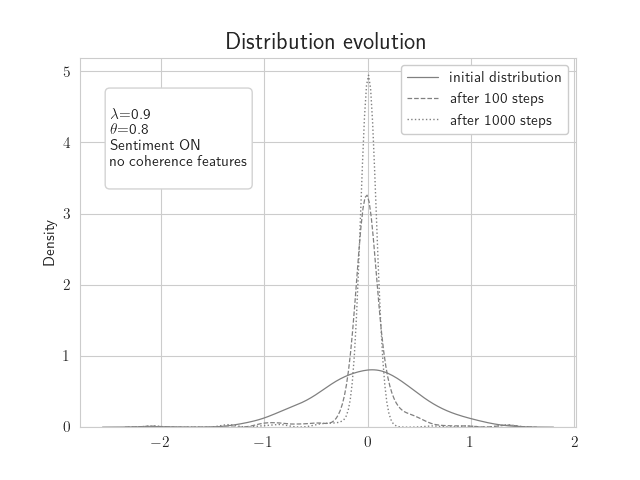 Distribution evolution
initial distribution
after 100 steps
after 1000 steps
λ=0.9
θ=0.8
Sentiment ON
no coherence features
Density
5
4
3
2
1
0
−2
−1
0
1
2